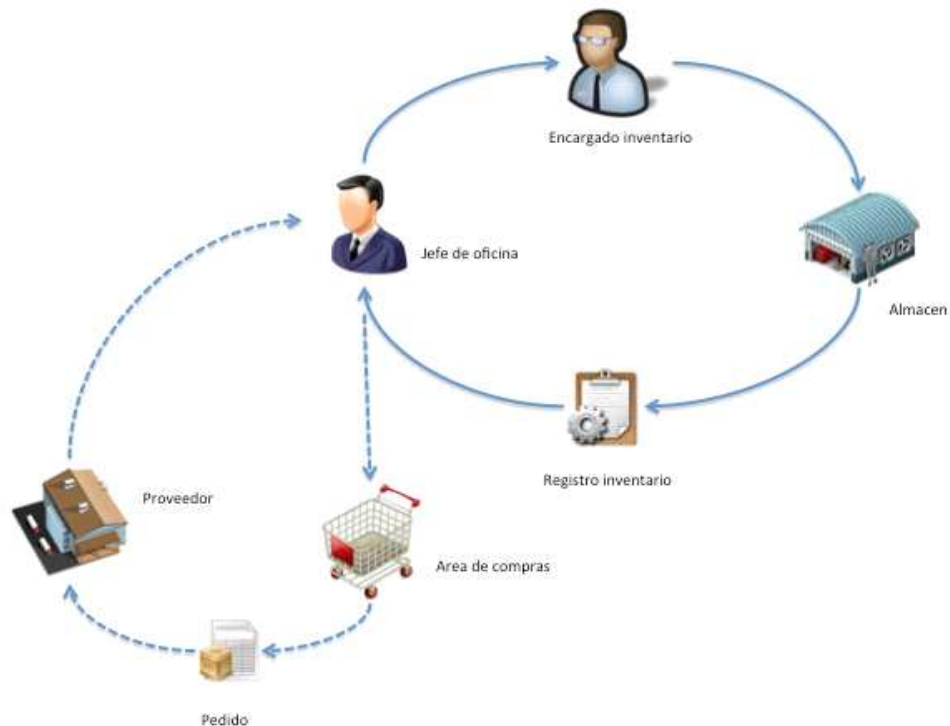 Encargado inventario
Jefe de oficina
Almacen
Registro inventario
Proveedor
Area de compras
Pedido